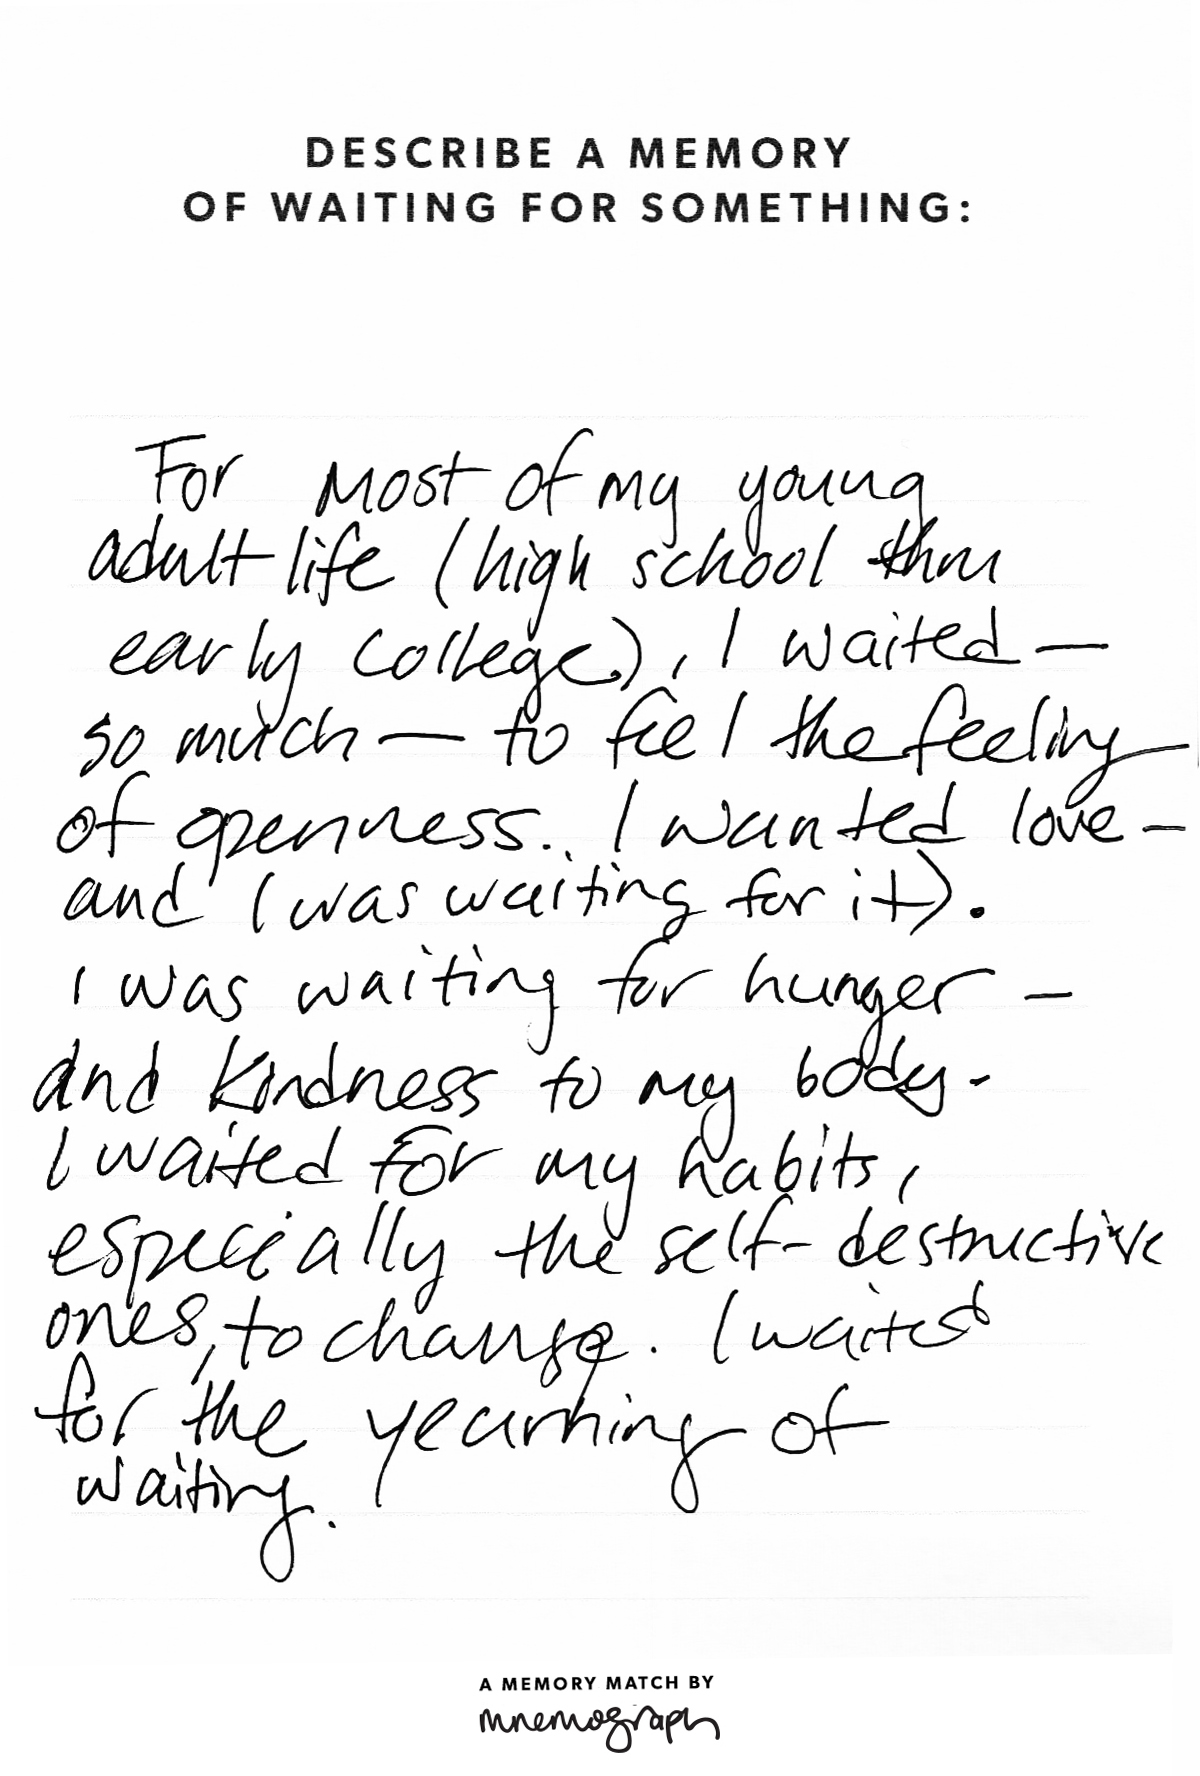 DESCRIBE A MEMORY
OF WAITING FOR SOMETHING:
For most of my young
adult life (high school thru
early college), I waited —
so much — to feel the feeling
of openness. I wanted love —
and I was waiting for it).
I was waiting for hunger —
and kindness to my body.
I waited for my habits,
especially the self-destructive
ones, to change. I waited
for the yearning of
waiting.
A MEMORY MATCH BY
mnemograph